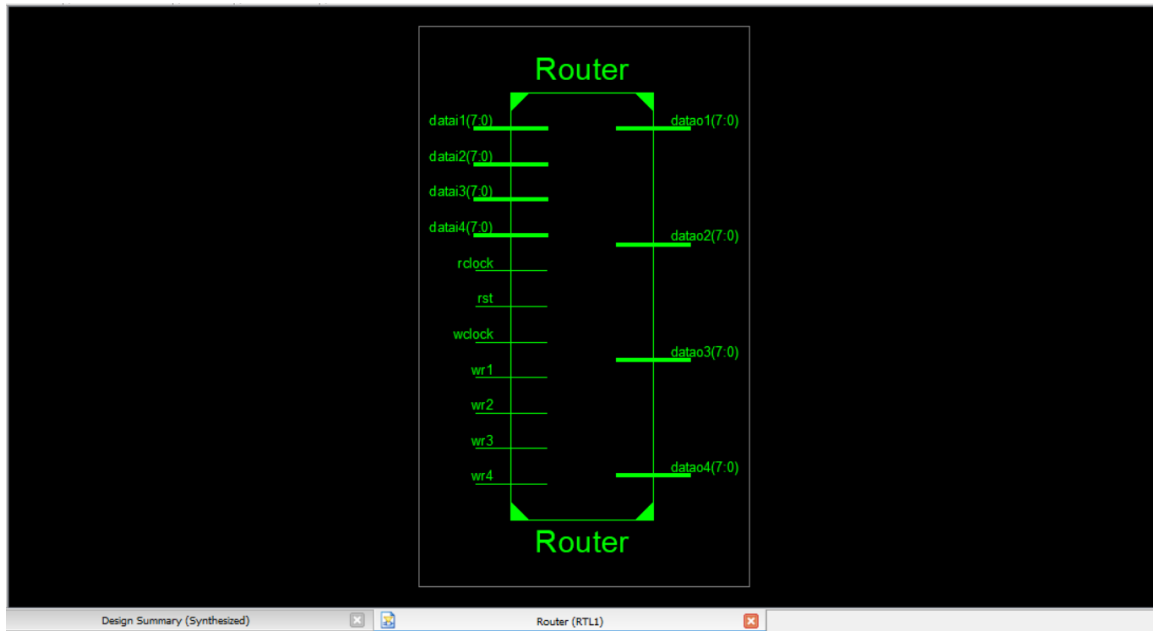 Router
datai1(7:0)
datao1(7:0)
datai2(7:0)
datai3(7:0)
datai4(7:0)
datao2(7:0)
rclock
rst
wclock
datao3(7:0)
wr1
wr2
wr3
wr4
datao4(7:0)
Router
Design Summary (Synthesized)
Router (RTL1)